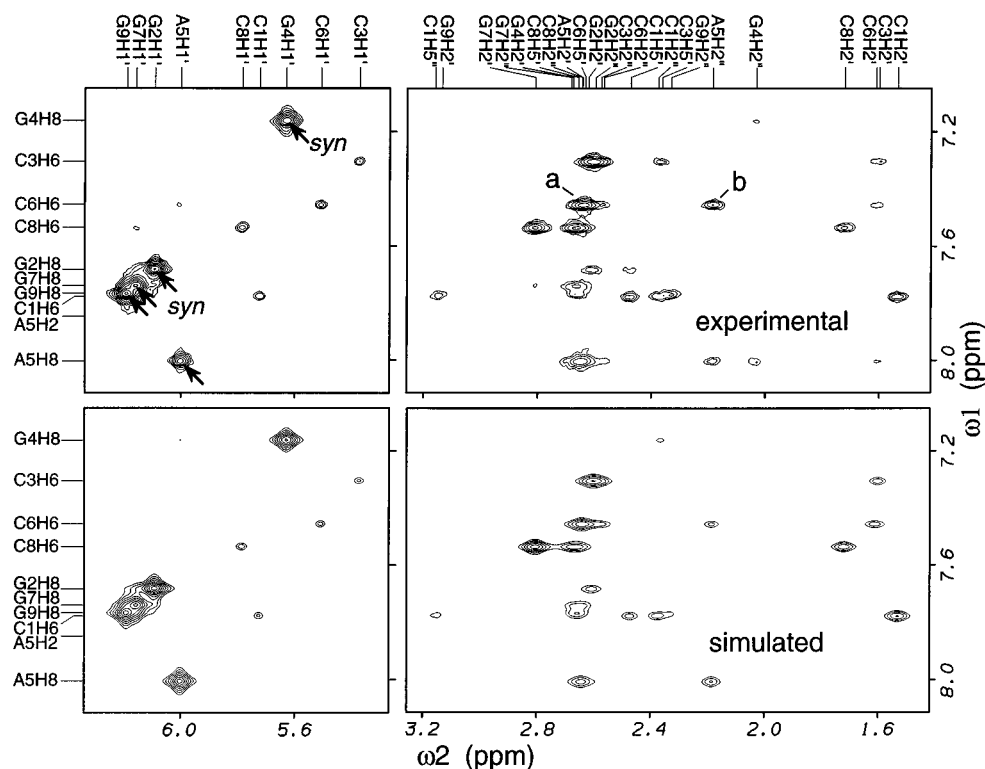 G9H1'
G7H1'
G2H1'
A5H1'
C8H1'
C1H1'
G4H1'
C6H1'
C3H1'
C1H5"
G9H2'
G7H2'
G7H2"
G4H2'
C8H5'
C8H2"
A5H2'
C6H5'
G2H2'
G2H2"
C3H2"
C6H2"
C1H5'
C1H2"
C3H5'
G9H2"
A5H2"
G4H2"
C8H2'
C6H2'
C3H2'
C1H2'
G4H8
C3H6
C6H6
C8H6
G2H8
G7H8
G9H8
C1H6
A5H2
A5H8
syn
syn
a
b
experimental
7.2
7.6
8.0
ω1 (ppm)
G4H8
C3H6
C6H6
C8H6
G2H8
G7H8
G9H8
C1H6
A5H2
A5H8
simulated
7.2
7.6
8.0
6.0 5.6 3.2 2.8 2.4 2.0 1.6
ω2 (ppm)